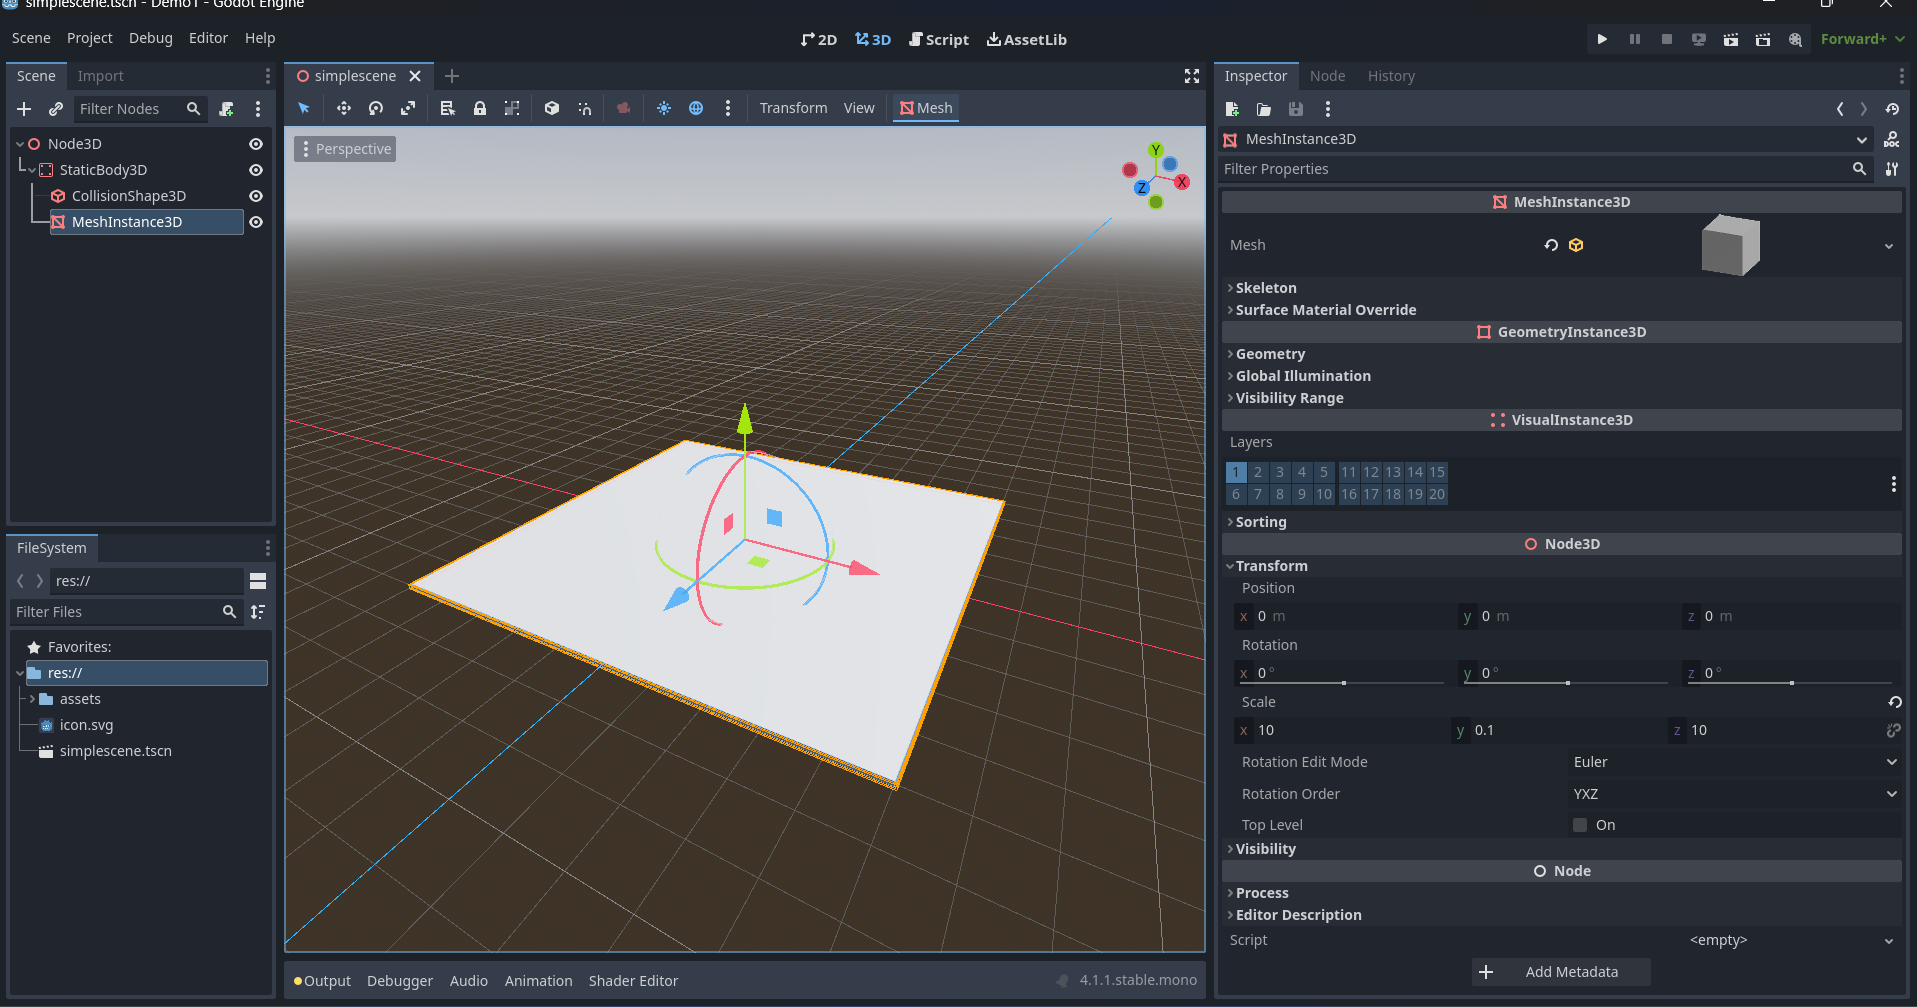 simplescene.tscn - Demo1 - Godot Engine
Scene Project Debug Editor Help
2D 3D Script AssetLib
Forward+
Scene Import
Filter Nodes
Node3D
StaticBody3D
CollisionShape3D
MeshInstance3D
FileSystem
res://
Filter Files
Favorites:
res://
assets
icon.svg
simplescene.tscn
simplescene
Transform View Mesh
Perspective
Y
X
Z
Output Debugger Audio Animation Shader Editor
4.1.1.stable.mono
Inspector Node History
MeshInstance3D
DOC
Filter Properties
MeshInstance3D
Mesh
Skeleton
Surface Material Override
GeometryInstance3D
Geometry
Global Illumination
Visibility Range
VisualInstance3D
Layers
1 2 3 4 5 11 12 13 14 15
6 7 8 9 10 16 17 18 19 20
Sorting
Node3D
Transform
Position
x 0 m y 0 m z 0 m
Rotation
x 0 ° y 0 ° z 0 °
Scale
x 10 y 0.1 z 10
Rotation Edit Mode Euler
Rotation Order YXZ
Top Level On
Visibility
Node
Process
Editor Description
Script <empty>
Add Metadata